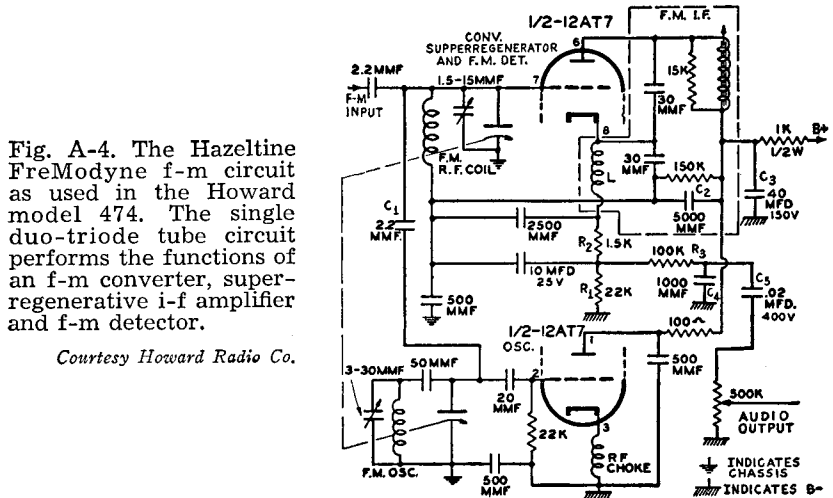 Fig. A-4. The Hazeltine
FreModyne f-m circuit
as used in the Howard
model 474. The single
duo-triode tube circuit
performs the functions of
an f-m converter, super-
regenerative i-f amplifier
and f-m detector.
Courtesy Howard Radio Co.
1/2-12AT7
F.M. I.F.
CONV.
SUPPERREGENERATOR
AND F.M. DET.
6
2.2MMF
1.5-15MMF
7
F-M
INPUT
15K
30
MMF
8
1K
B+
1/2W
F.M.
R.F. COIL
L
30
MMF
150K
C3
40
MFD
150V
C1
2.2
MMF.
C2
5000
MMF
2500
MMF
R2
1.5K
10 MFD
25V
100K
R3
R1
22K
1000
MMF
C4
C5
.02
MFD.
400V
500
MMF
1/2-12AT7
OSC.
1
100~
3-30MMF
50MMF
2
20
MMF
500
MMF
500K
AUDIO
OUTPUT
22K
3
RF
CHOKE
F.M. OSC.
500
MMF
INDICATES
CHASSIS
INDICATES B-